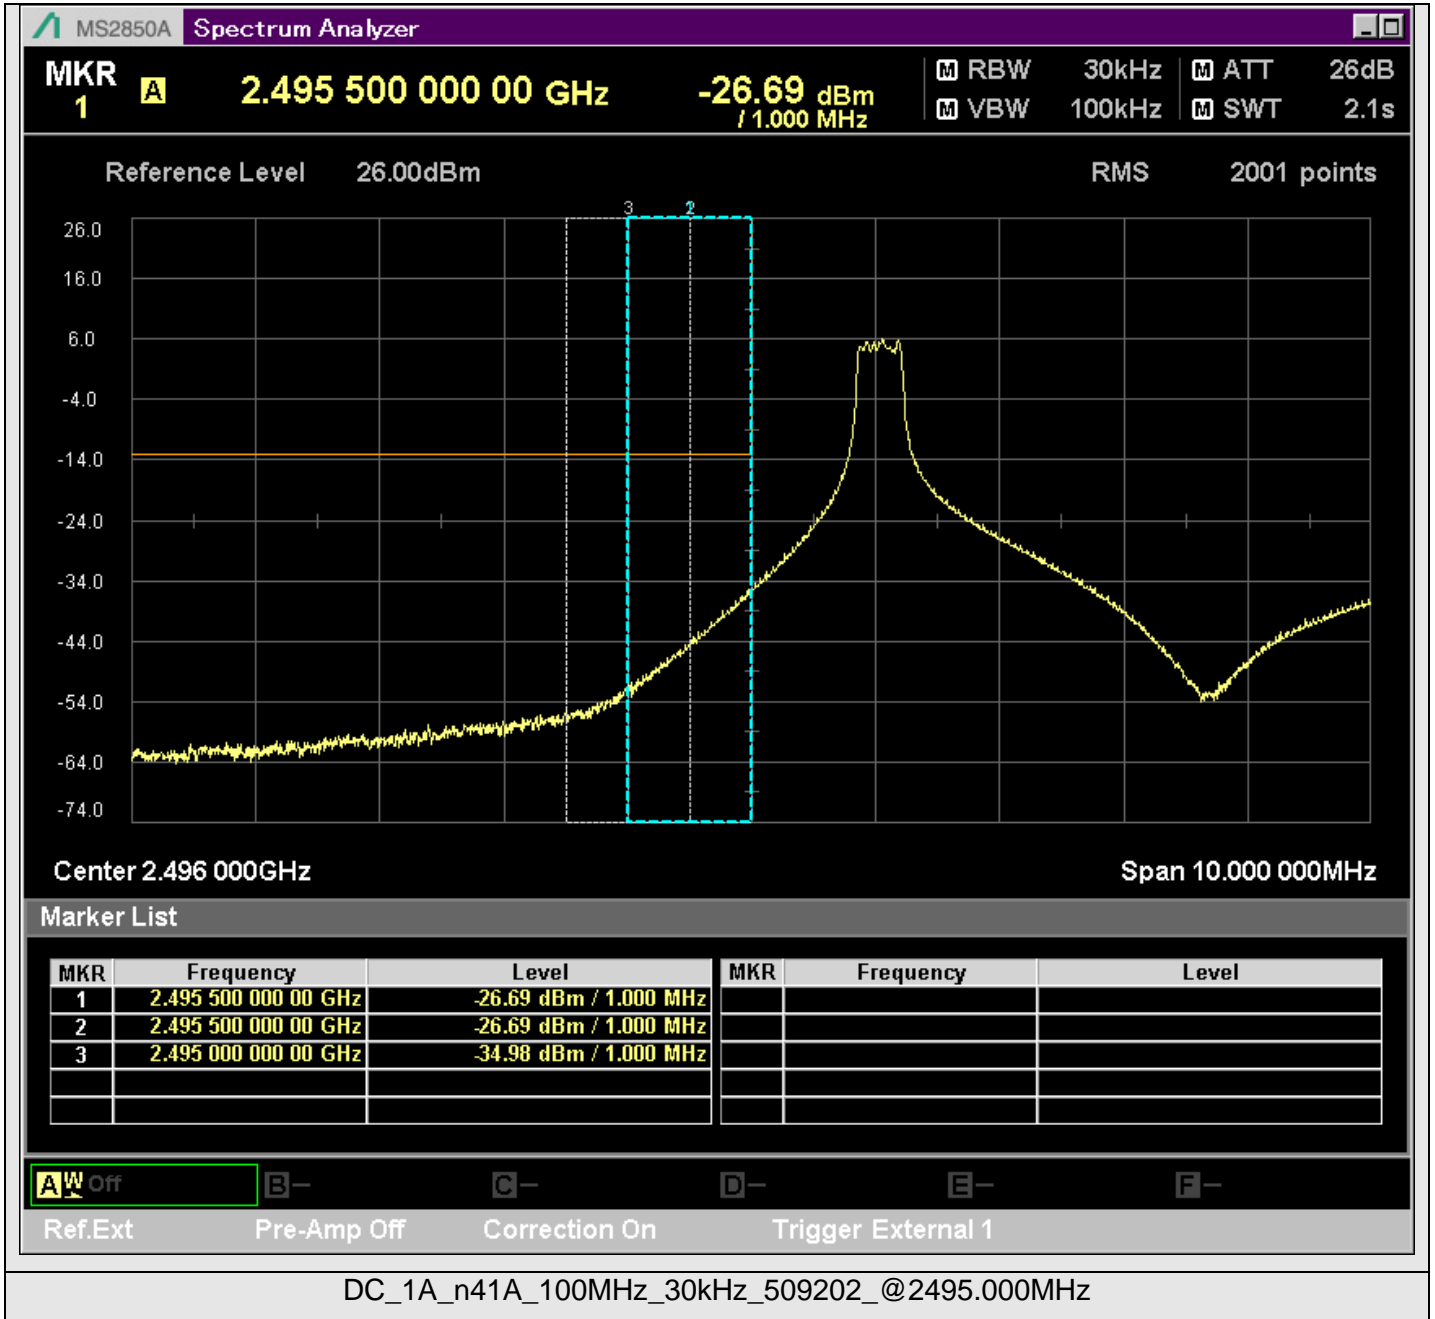 MS2850A Spectrum Analyzer
MKR 1 A 2.495 500 000 00 GHz -26.69 dBm / 1.000 MHz
M RBW 30kHz M ATT 26dB
M VBW 100kHz M SWT 2.1s
Reference Level 26.00dBm RMS 2001 points
3 2
26.0
16.0
6.0
-4.0
-14.0
-24.0
-34.0
-44.0
-54.0
-64.0
-74.0
Center 2.496 000GHz Span 10.000 000MHz
Marker List
MKR Frequency Level MKR Frequency Level
1 2.495 500 000 00 GHz -26.69 dBm / 1.000 MHz
2 2.495 500 000 00 GHz -26.69 dBm / 1.000 MHz
3 2.495 000 000 00 GHz -34.98 dBm / 1.000 MHz
A W Off B- C- D- E- F-
Ref.Ext Pre-Amp Off Correction On Trigger External 1
DC_1A_n41A_100MHz_30kHz_509202_@2495.000MHz